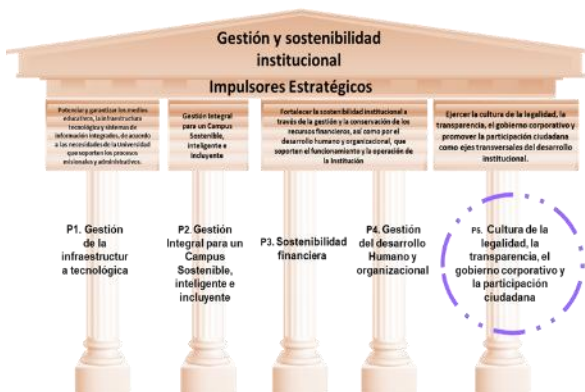 Gestión y sostenibilidad
institucional
Impulsores Estratégicos
Potenciar y garantizar los medios
educativos, la infraestructura
tecnológica y sistemas de
información integrados, de acuerdo
a las necesidades de la Universidad
que soporten los procesos
misionales y administrativos.
Gestión Integral
para un Campus
Sostenible,
inteligente e
incluyente
Fortalecer la sostenibilidad institucional a
través de la gestión y la conservación de los
recursos financieros, así como por el
desarrollo humano y organizacional, que
soporten el funcionamiento y la operación de
la Institución
Ejercer la cultura de la legalidad, la
transparencia, el gobierno corporativo y
promover la participación ciudadana
como ejes transversales del desarrollo
institucional.
P1. Gestión
de la
infraestructur
a tecnológica
P2. Gestión
Integral para un
Campus
Sostenible,
inteligente e
incluyente
P3. Sostenibilidad
financiera
P4. Gestión
del desarrollo
Humano y
organizacional
P5. Cultura de la
legalidad, la
transparencia, el
gobierno corporativo y
la participación
ciudadana